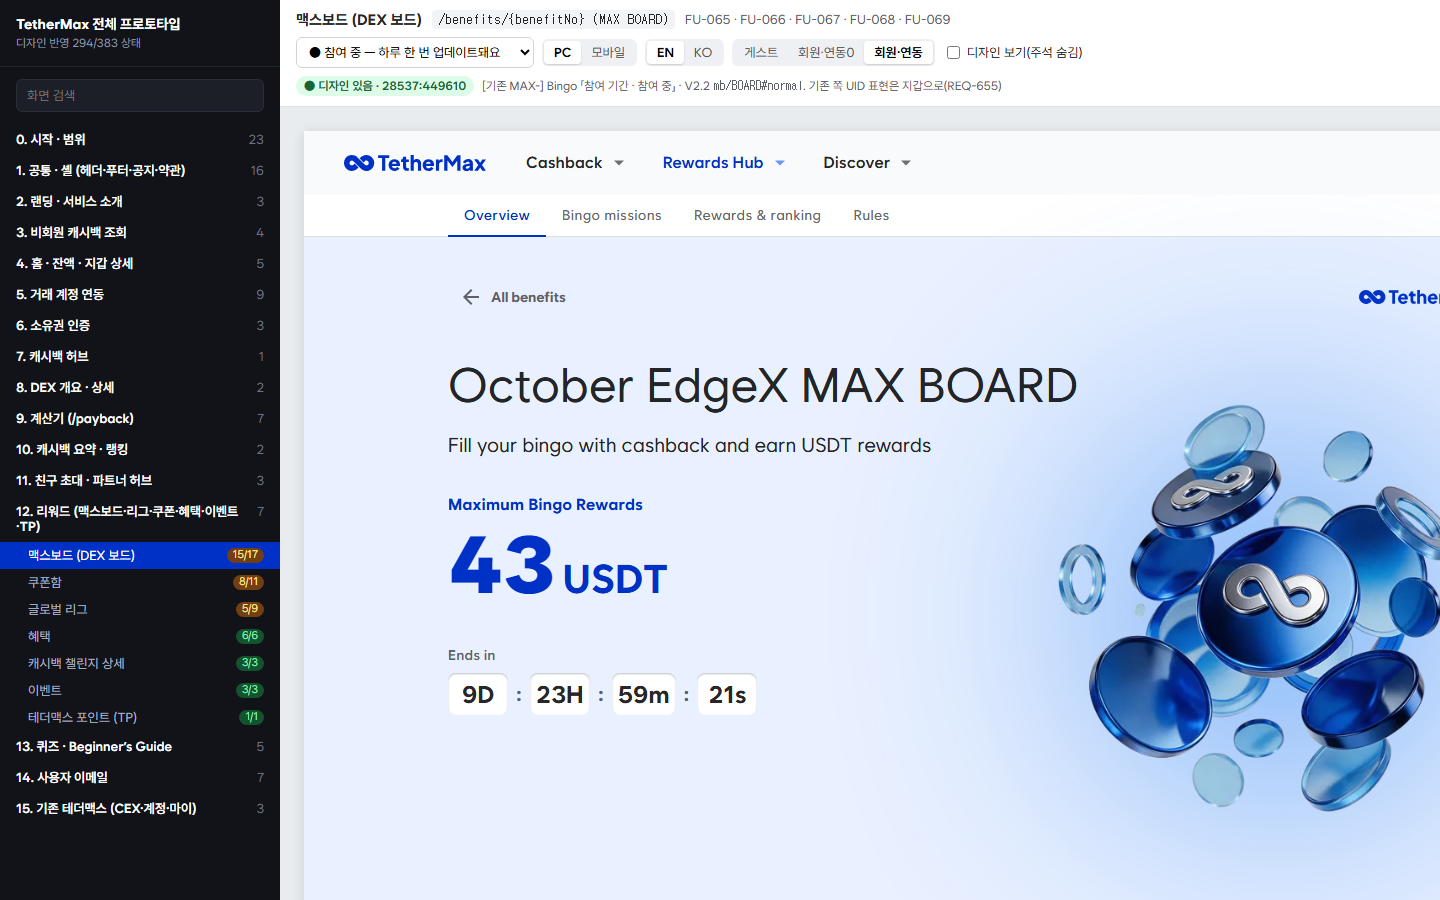 TetherMax 전체 프로토타입
디자인 반영 294/383 상태
화면 검색
0. 시작 · 범위 23
1. 공통 · 셸 (헤더·푸터·공지·약관) 16
2. 랜딩 · 서비스 소개 3
3. 비회원 캐시백 조회 4
4. 홈 · 잔액 · 지갑 상세 5
5. 거래 계정 연동 9
6. 소유권 인증 3
7. 캐시백 허브 1
8. DEX 개요 · 상세 2
9. 계산기 (/payback) 7
10. 캐시백 요약 · 랭킹 2
11. 친구 초대 · 파트너 허브 3
12. 리워드 (맥스보드·리그·쿠폰·혜택·이벤트 7
·TP)
맥스보드 (DEX 보드) 15/17
쿠폰함 8/11
글로벌 리그 5/9
혜택 6/6
캐시백 챌린지 상세 3/3
이벤트 3/3
테더맥스 포인트 (TP) 1/1
13. 퀴즈 · Beginner's Guide 5
14. 사용자 이메일 7
15. 기존 테더맥스 (CEX·계정·마이) 3
맥스보드 (DEX 보드) /benefits/{benefitNo} (MAX BOARD) FU-065 · FU-066 · FU-067 · FU-068 · FU-069
● 참여 중 — 하루 한 번 업데이트돼요 PC 모바일 EN KO 게스트 회원·연동0 회원·연동 디자인 보기(주석 숨김)
● 디자인 있음 · 28537:449610 [기존 MAX-] Bingo 「참여 기간 · 참여 중」 · V2.2 mb/BOARD#normal. 기존 쪽 UID 표현은 지갑으로(REQ-655)
TetherMax Cashback Rewards Hub Discover
Overview Bingo missions Rewards & ranking Rules
All benefits
October EdgeX MAX BOARD
Fill your bingo with cashback and earn USDT rewards
Maximum Bingo Rewards
43 USDT
Ends in
9D : 23H : 59m : 21s